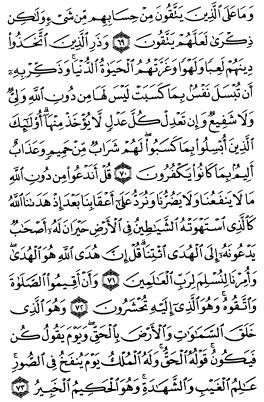 وَمَا عَلَى ٱلَّذِينَ يَتَّقُونَ مِنْ حِسَابِهِم مِّن شَىْءٍ وَلَـٰكِن
ذِكْرَىٰ لَعَلَّهُمْ يَتَّقُونَ ﴿٦٩﴾ وَذَرِ ٱلَّذِينَ ٱتَّخَذُوا۟
دِينَهُمْ لَعِبًا وَلَهْوًا وَغَرَّتْهُمُ ٱلْحَيَوٰةُ ٱلدُّنْيَا ۚ وَذَكِّرْ بِهِۦٓ
أَن تُبْسَلَ نَفْسٌۢ بِمَا كَسَبَتْ لَيْسَ لَهَا مِن دُونِ ٱللَّهِ وَلِىٌّ
وَلَا شَفِيعٌ وَإِن تَعْدِلْ كُلَّ عَدْلٍ لَّا يُؤْخَذْ مِنْهَآ ۗ أُو۟لَـٰٓئِكَ
ٱلَّذِينَ أُبْسِلُوا۟ بِمَا كَسَبُوا۟ ۖ لَهُمْ شَرَابٌ مِّنْ حَمِيمٍ وَعَذَابٌ
أَلِيمٌۢ بِمَا كَانُوا۟ يَكْفُرُونَ ﴿٧٠﴾ قُلْ أَنَدْعُوا۟ مِن دُونِ ٱللَّهِ
مَا لَا يَنفَعُنَا وَلَا يَضُرُّنَا وَنُرَدُّ عَلَىٰٓ أَعْقَابِنَا بَعْدَ إِذْ هَدَىٰنَا ٱللَّهُ
كَٱلَّذِى ٱسْتَهْوَتْهُ ٱلشَّيَـٰطِينُ فِى ٱلْأَرْضِ حَيْرَانَ لَهُۥٓ أَصْحَـٰبٌ
يَدْعُونَهُۥٓ إِلَى ٱلْهُدَى ٱئْتِنَا ۗ قُلْ إِنَّ هُدَى ٱللَّهِ هُوَ ٱلْهُدَىٰ ۖ
وَأُمِرْنَا لِنُسْلِمَ لِرَبِّ ٱلْعَـٰلَمِينَ ﴿٧١﴾ وَأَنْ أَقِيمُوا۟ ٱلصَّلَوٰةَ
وَٱتَّقُوهُ ۚ وَهُوَ ٱلَّذِىٓ إِلَيْهِ تُحْشَرُونَ ﴿٧٢﴾ وَهُوَ ٱلَّذِى
خَلَقَ ٱلسَّمَـٰوَٰتِ وَٱلْأَرْضَ بِٱلْحَقِّ ۖ وَيَوْمَ يَقُولُ كُن
فَيَكُونُ ۚ قَوْلُهُ ٱلْحَقُّ ۚ وَلَهُ ٱلْمُلْكُ يَوْمَ يُنفَخُ فِى ٱلصُّورِ ۚ
عَـٰلِمُ ٱلْغَيْبِ وَٱلشَّهَـٰدَةِ ۚ وَهُوَ ٱلْحَكِيمُ ٱلْخَبِيرُ ﴿٧٣﴾